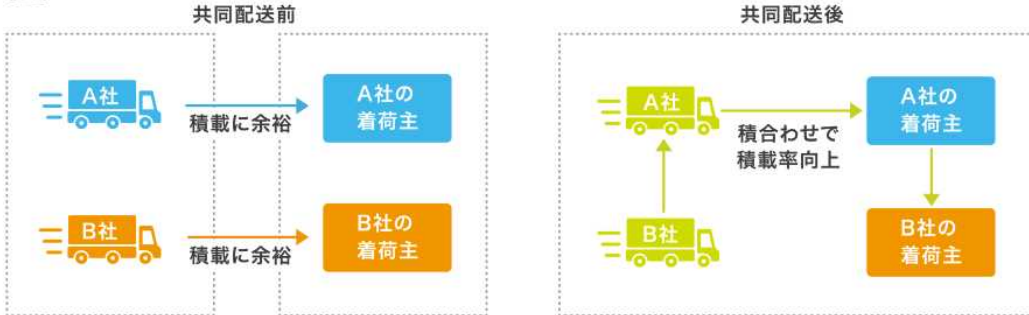 共同配送前
A社
積載に余裕
A社の
着荷主
B社
積載に余裕
B社の
着荷主
共同配送後
A社
積合わせで
積載率向上
A社の
着荷主
B社
B社の
着荷主